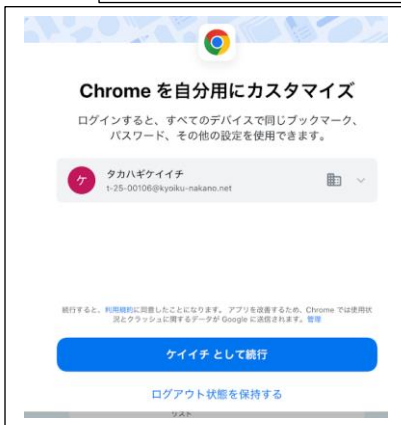 Chrome を自分用にカスタマイズ
ログインすると、すべてのデバイスで同じブックマーク、
パスワード、その他の設定を使用できます。
ケ
タカハギケイイチ
t-25-00106@kyoiku-nakano.net
続行すると、利用規約に同意したことになります。 アプリを改善するため、Chrome では使用状
況とクラッシュに関するデータが Google に送信されます。管理
ケイイチ として続行
ログアウト状態を保持する
リスト